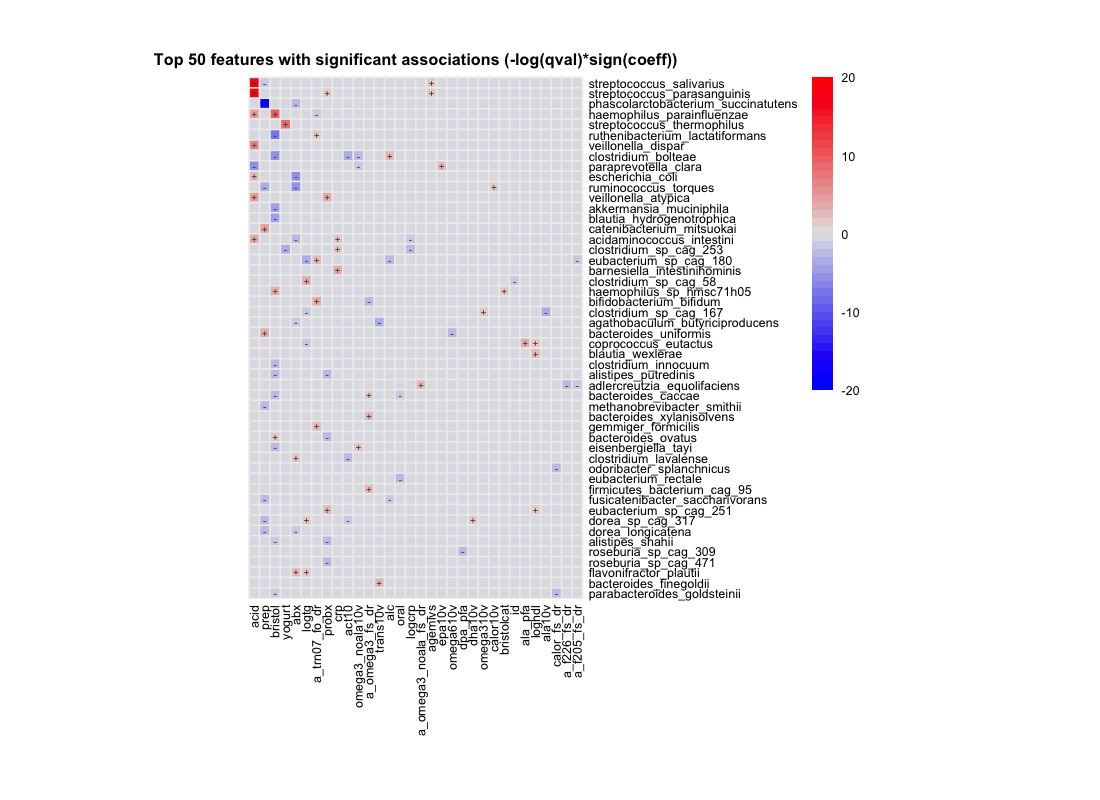 Top 50 features with significant associations (-log(qval)*sign(coeff))
streptococcus_salivarius
streptococcus_parasanguinis
phascolarctobacterium_succinatutens
haemophilus_parainfluenzae
streptococcus_thermophilus
ruthenibacterium_lactatiformans
veillonella_dispar
clostridium_bolteae
paraprevotella_clara
escherichia_coli
ruminococcus_torques
veillonella_atypica
akkermansia_muciniphila
blautia_hydrogenotrophica
catenibacterium_mitsuokai
acidaminococcus_intestini
clostridium_sp_cag_253
eubacterium_sp_cag_180
barnesiella_intestinihominis
clostridium_sp_cag_58
haemophilus_sp_hmsc71h05
bifidobacterium_bifidum
clostridium_sp_cag_167
agathobaculum_butyriciproducens
bacteroides_uniformis
coprococcus_eutactus
blautia_wexlerae
clostridium_innocuum
alistipes_putredinis
adlercreutzia_equolifaciens
bacteroides_caccae
methanobrevibacter_smithii
bacteroides_xylanisolvens
gemmiger_formicilis
bacteroides_ovatus
eisenbergiella_tayi
clostridium_lavalense
odoribacter_splanchnicus
eubacterium_rectale
firmicutes_bacterium_cag_95
fusicatenibacter_saccharivorans
eubacterium_sp_cag_251
dorea_sp_cag_317
dorea_longicatena
alistipes_shahii
roseburia_sp_cag_309
roseburia_sp_cag_471
flavonifractor_plautii
bacteroides_finegoldii
parabacteroides_goldsteinii
acid
prep
bristol
yogurt
abx
logtg
a_trn07_fo_dr
probx
crp
act10
omega3_noala10v
a_omega3_fs_dr
trans10v
alc
oral
logcrp
a_omega3_noala_fs_dr
agemlvs
epa10v
omega610v
dpa_pfa
dha10v
omega310v
calor10v
bristolcat
id
ala_pfa
loghdl
ala10v
calor_fs_dr
a_f226_fs_dr
a_f205_fs_dr
20
10
0
-10
-20